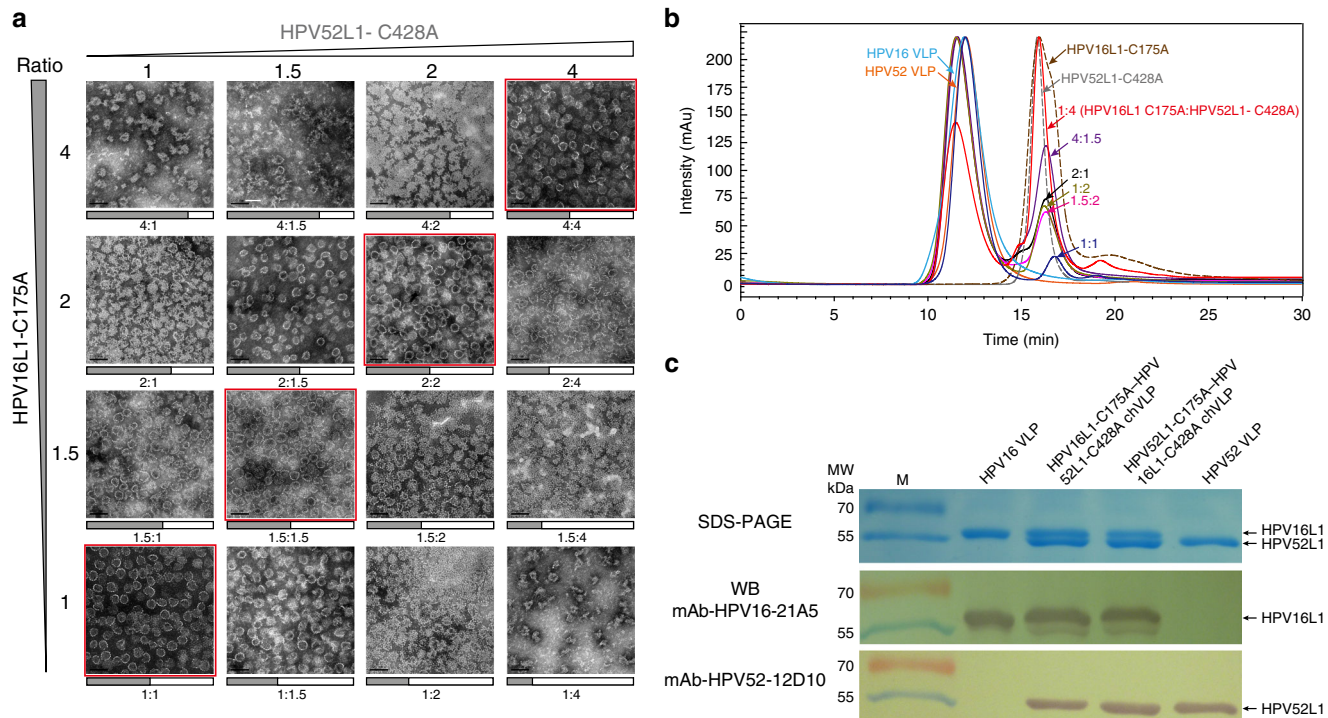 a
HPV52L1- C428A
Ratio
1 1.5 2 4
HPV16L1-C175A
4
4:1 4:1.5 4:2 4:4
2
2:1 2:1.5 2:2 2:4
1.5
1.5:1 1.5:1.5 1.5:2 1.5:4
1
1:1 1:1.5 1:2 1:4
b
Intensity (mAu)
200
175
150
125
100
75
50
25
0
0 5 10 15 20 25 30
Time (min)
HPV16 VLP
HPV52 VLP
HPV16L1-C175A
HPV52L1-C428A
1:4 (HPV16L1 C175A:HPV52L1- C428A)
4:1.5
2:1
1:2
1.5:2
1:1
c
MW
kDa
M
HPV16 VLP
HPV16L1-C175A–HPV
52L1-C428A chVLP
HPV52L1-C175A–HPV
16L1-C428A chVLP
HPV52 VLP
SDS-PAGE
70
55
HPV16L1
HPV52L1
WB
mAb-HPV16-21A5
70
55
HPV16L1
mAb-HPV52-12D10
70
55
HPV52L1